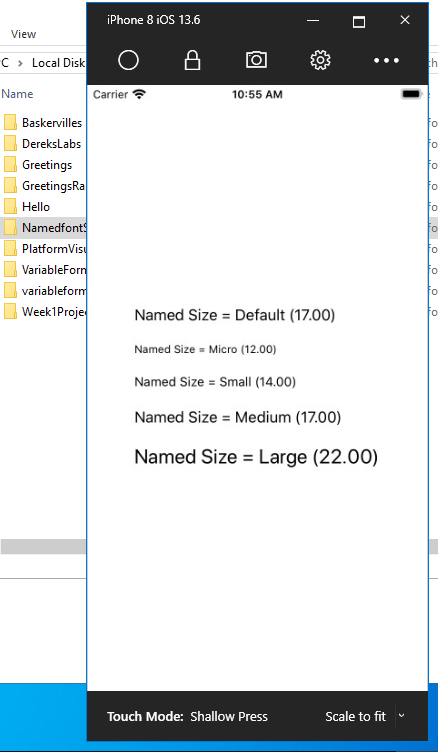 iPhone 8 iOS 13.6
View
PC
Local Disk
Carrier
10:55 AM
Name
Baskervilles
DereksLabs
Greetings
GreetingsRa
Hello
NamedfontS
PlatformVisu
VariableForm
variableform
Week1Projec
Named Size = Default (17.00)
Named Size = Micro (12.00)
Named Size = Small (14.00)
Named Size = Medium (17.00)
Named Size = Large (22.00)
Touch Mode: Shallow Press
Scale to fit